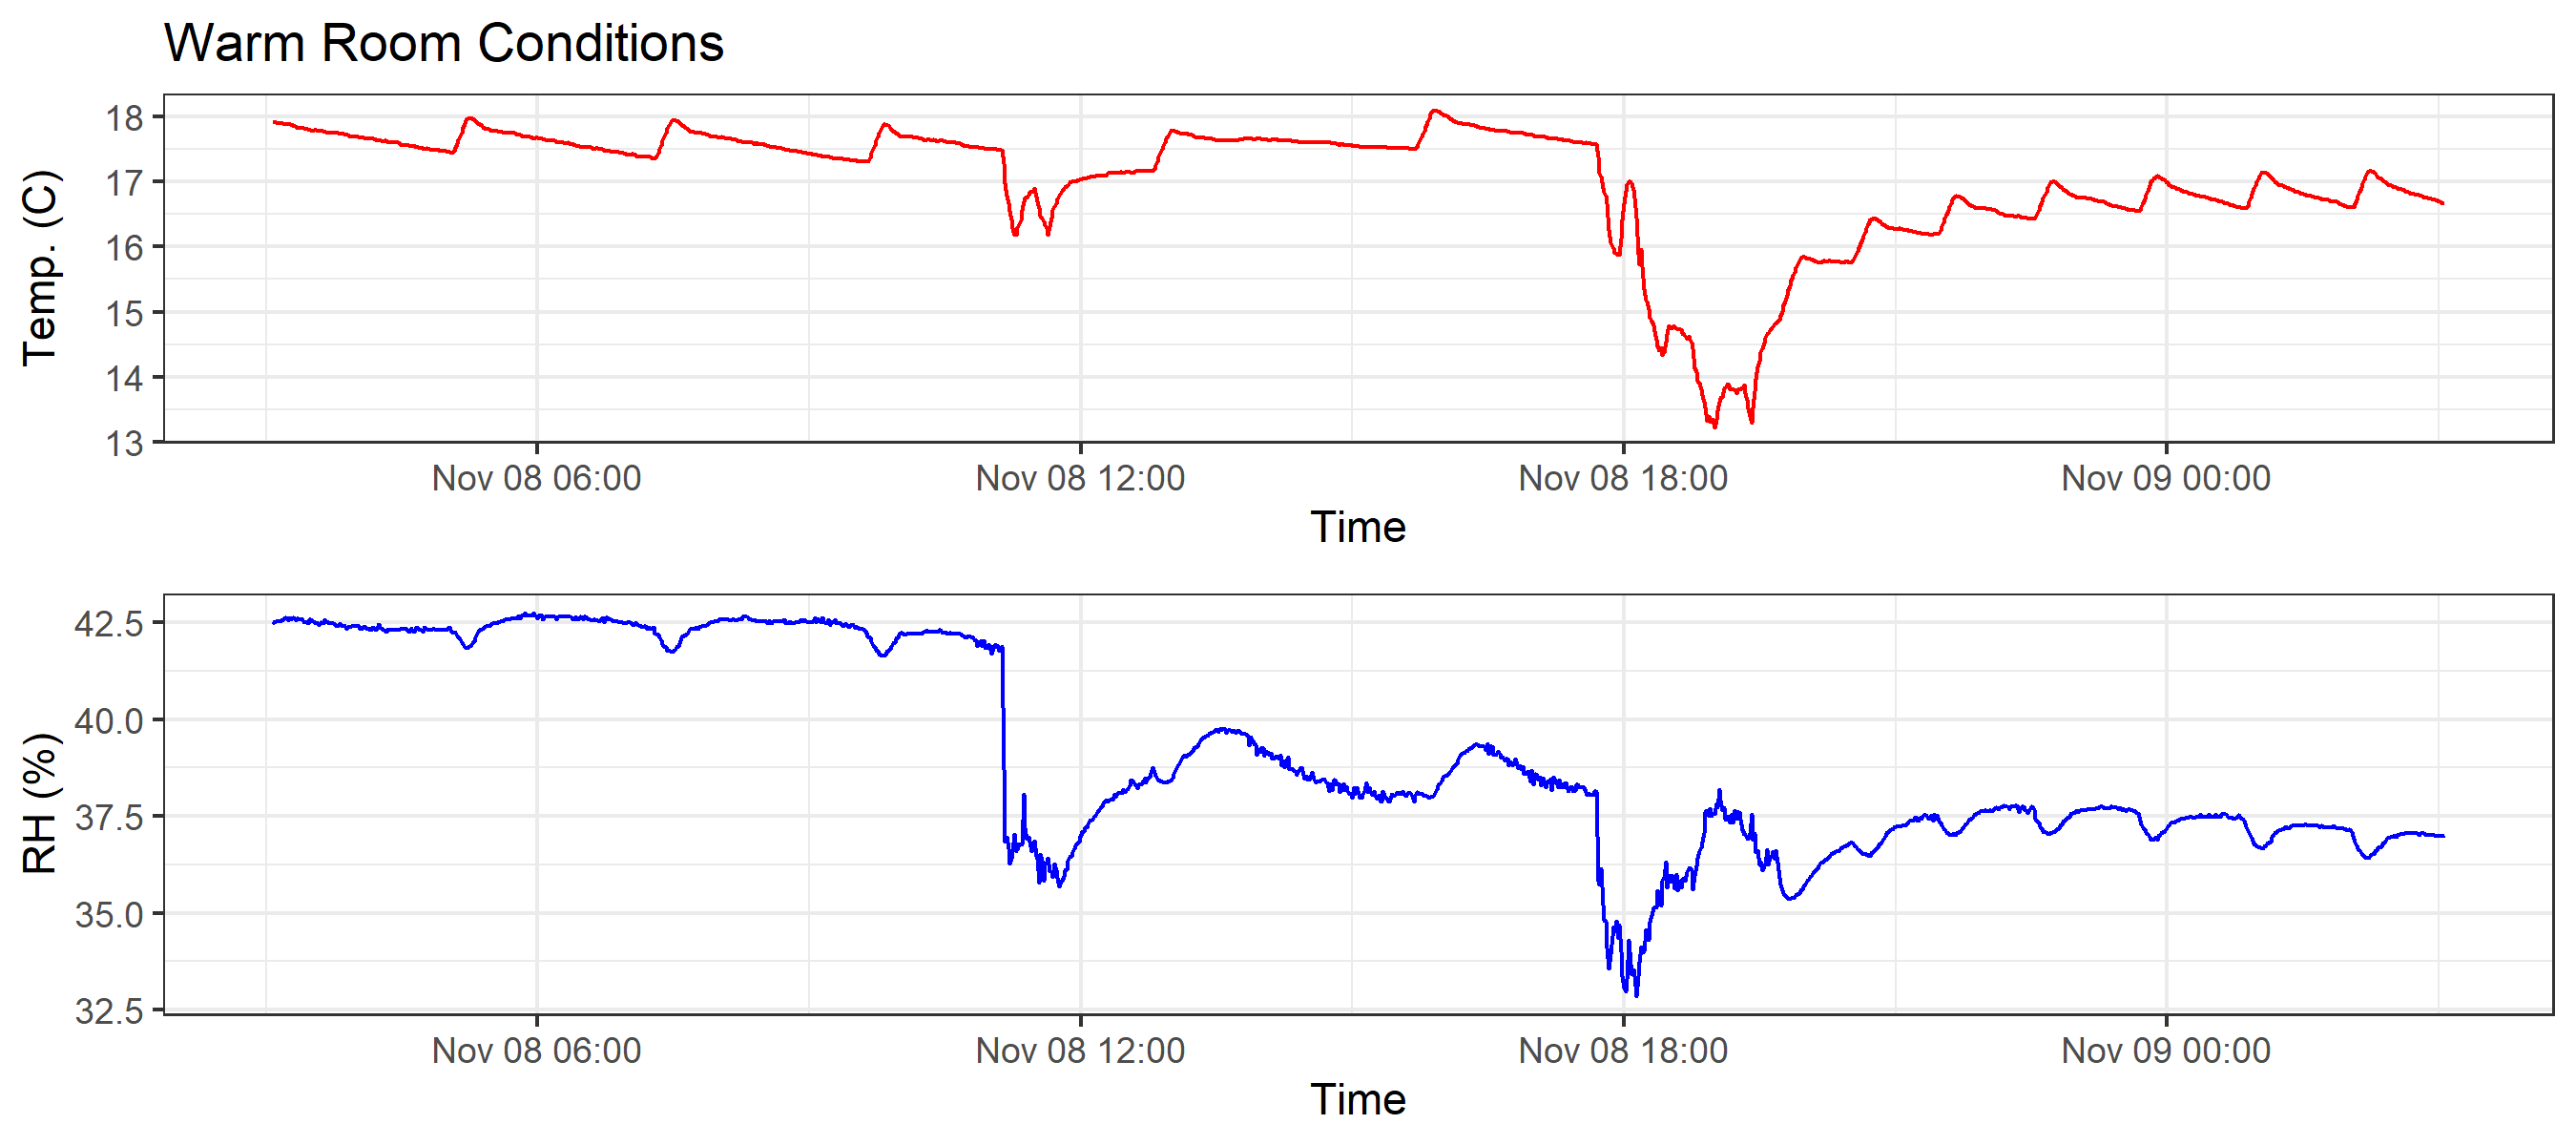 Warm Room Conditions
Temp. (C)
18
17
16
15
14
13
Nov 08 06:00 Nov 08 12:00 Nov 08 18:00 Nov 09 00:00
Time
RH (%)
42.5
40.0
37.5
35.0
32.5
Nov 08 06:00 Nov 08 12:00 Nov 08 18:00 Nov 09 00:00
Time